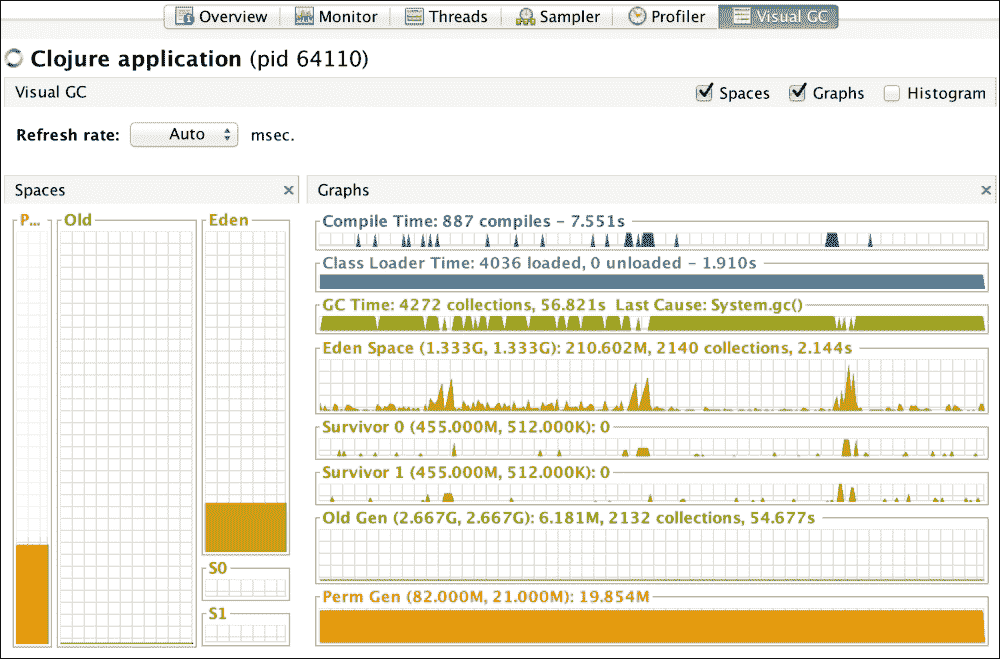 Overview Monitor Threads Sampler Profiler Visual GC
Clojure application (pid 64110)
Visual GC Spaces Graphs Histogram
Refresh rate: Auto msec.
Spaces
P... Old Eden
S0
S1
Graphs
Compile Time: 887 compiles - 7.551s
Class Loader Time: 4036 loaded, 0 unloaded - 1.910s
GC Time: 4272 collections, 56.821s Last Cause: System.gc()
Eden Space (1.333G, 1.333G): 210.602M, 2140 collections, 2.144s
Survivor 0 (455.000M, 512.000K): 0
Survivor 1 (455.000M, 512.000K): 0
Old Gen (2.667G, 2.667G): 6.181M, 2132 collections, 54.677s
Perm Gen (82.000M, 21.000M): 19.854M